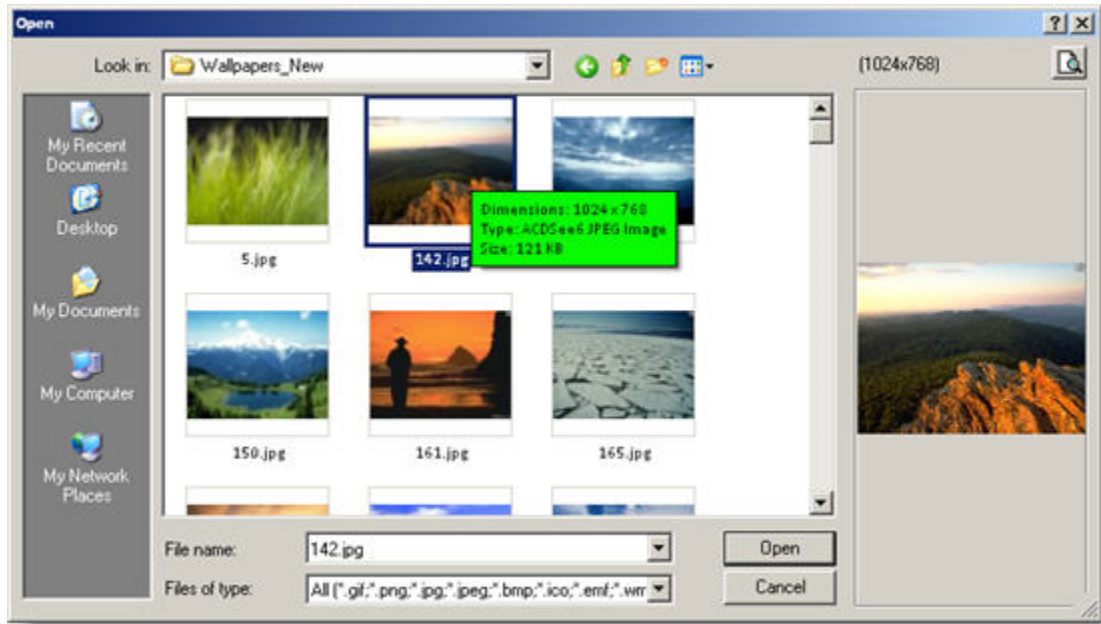 Open
Look in:
Wallpapers_New
(1024x768)
My Recent
Documents
Desktop
My Documents
My Computer
My Network
Places
5.jpg
142.jpg
Dimensions: 1024 x 768
Type: ACDSee6 JPEG Image
Size: 121 KB
150.jpg
161.jpg
165.jpg
File name:
142.jpg
Open
Files of type:
All (*.gif;*.png;*.jpg;*.jpeg;*.bmp;*.ico;*.emf;*.wm
Cancel